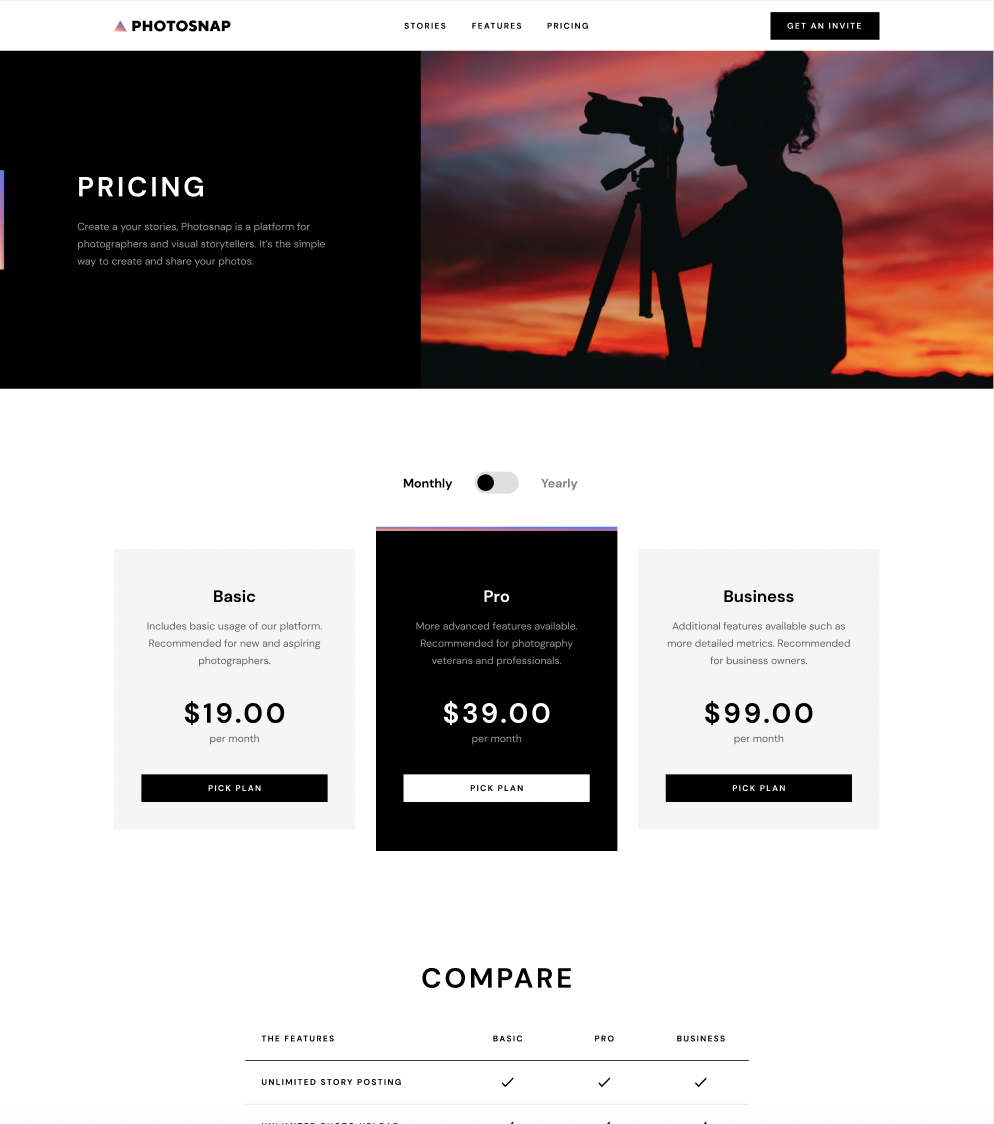 PHOTOSNAP
STORIES FEATURES PRICING
GET AN INVITE
PRICING
Create a your stories, Photosnap is a platform for
photographers and visual storytellers. It's the simple
way to create and share your photos.
Monthly Yearly
Basic
Includes basic usage of our platform.
Recommended for new and aspiring
photographers.
$19.00
per month
PICK PLAN
Pro
More advanced features available.
Recommended for photography
veterans and professionals.
$39.00
per month
PICK PLAN
Business
Additional features available such as
more detailed metrics. Recommended
for business owners.
$99.00
per month
PICK PLAN
COMPARE
THE FEATURES BASIC PRO BUSINESS
UNLIMITED STORY POSTING